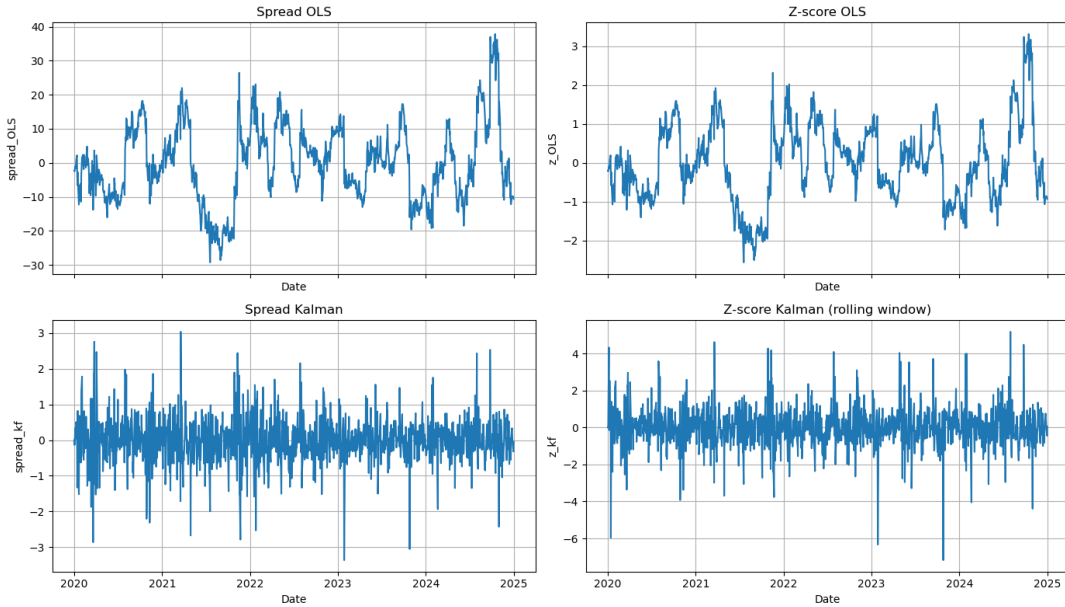 Spread OLS
40
30
20
10
0
−10
−20
−30
spread_OLS
Date
Z-score OLS
3
2
1
0
−1
−2
z_OLS
Date
Spread Kalman
3
2
1
0
−1
−2
−3
spread_kf
2020 2021 2022 2023 2024 2025
Date
Z-score Kalman (rolling window)
4
2
0
−2
−4
−6
z_kf
2020 2021 2022 2023 2024 2025
Date